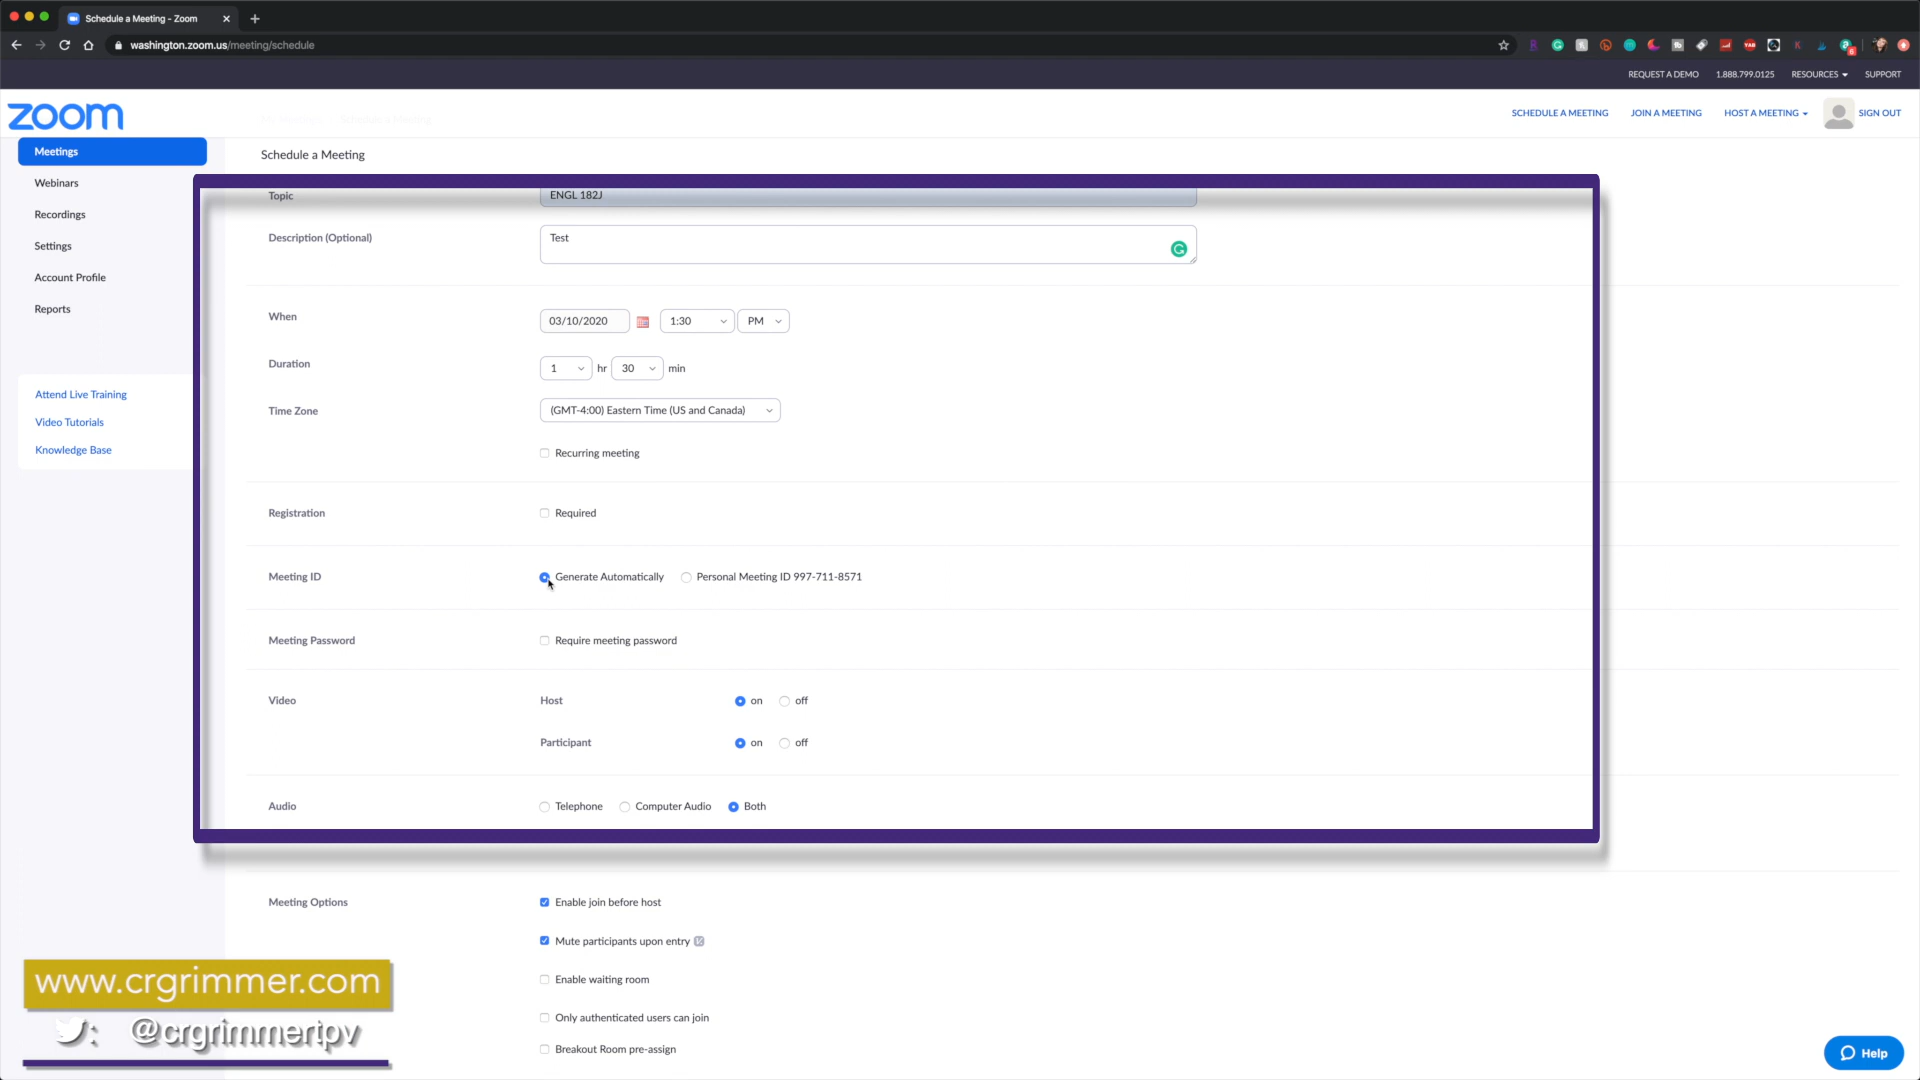 Schedule a Meeting - Zoom
washington.zoom.us/meeting/schedule
REQUEST A DEMO 1.888.799.0125 RESOURCES SUPPORT
zoom
SCHEDULE A MEETING JOIN A MEETING HOST A MEETING SIGN OUT
Meetings
Webinars
Recordings
Settings
Account Profile
Reports
Attend Live Training
Video Tutorials
Knowledge Base
Schedule a Meeting
Topic ENGL 182J
Description (Optional) Test
When 03/10/2020 1:30 PM
Duration 1 hr 30 min
Time Zone (GMT-4:00) Eastern Time (US and Canada)
Recurring meeting
Registration Required
Meeting ID Generate Automatically Personal Meeting ID 997-711-8571
Meeting Password Require meeting password
Video Host on off
Participant on off
Audio Telephone Computer Audio Both
Meeting Options Enable join before host
Mute participants upon entry
Enable waiting room
Only authenticated users can join
Breakout Room pre-assign
www.crgrimmer.com
: @crgrimmertpv
Help